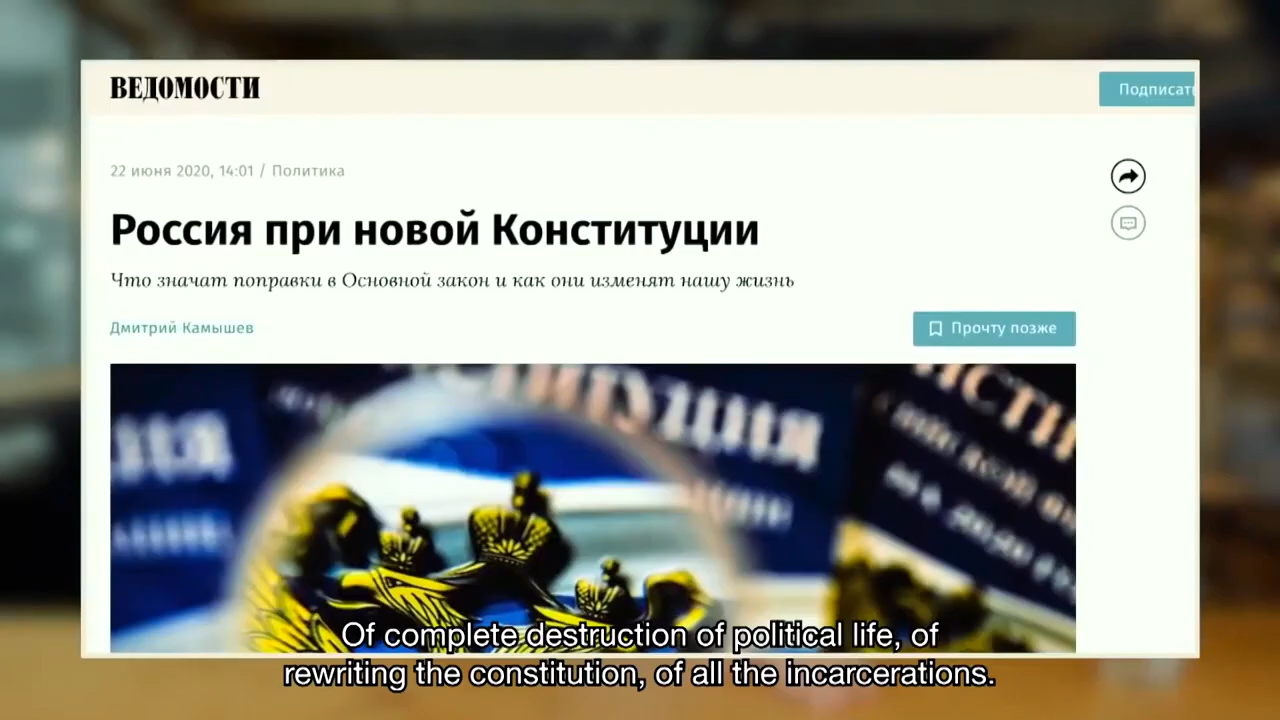 ВЕДОМОСТИ
22 июня 2020, 14:01 / Политика
Россия при новой Конституции
Что значат поправки в Основной закон и как они изменят нашу жизнь
Дмитрий Камышев
Прочту позже
Of complete destruction of political life, of
rewriting the constitution, of all the incarcerations.